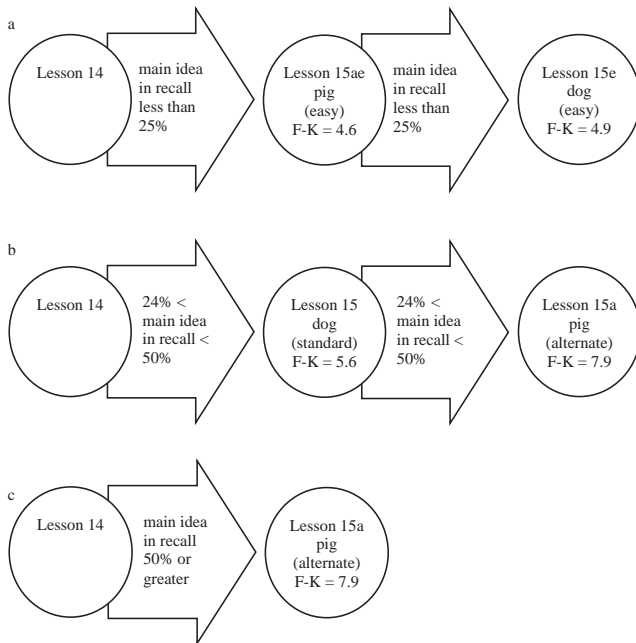 a
Lesson 14
main idea
in recall
less than
25%
Lesson 15ae
pig
(easy)
F-K = 4.6
main idea
in recall
less than
25%
Lesson 15e
dog
(easy)
F-K = 4.9
b
Lesson 14
24% <
main idea
in recall <
50%
Lesson 15
dog
(standard)
F-K = 5.6
24% <
main idea
in recall <
50%
Lesson 15a
pig
(alternate)
F-K = 7.9
c
Lesson 14
main idea
in recall
50% or
greater
Lesson 15a
pig
(alternate)
F-K = 7.9